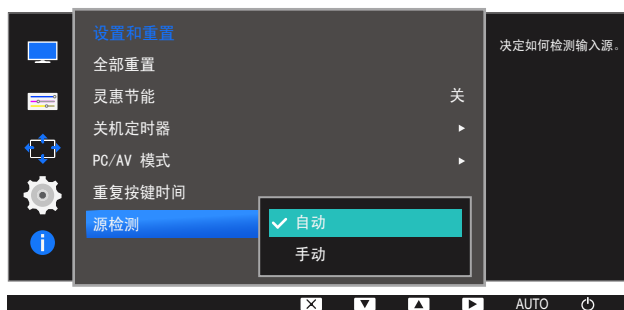 设置和重置
全部重置
灵惠节能 关
关机定时器
PC/AV 模式
重复按键时间
源检测
自动
手动
决定如何检测输入源。
AUTO